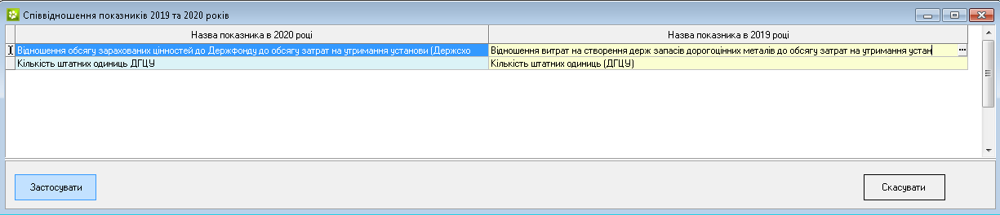 Співвідношення показників 2019 та 2020 років
Назва показника в 2020 році Назва показника в 2019 році
Відношення обсягу зарахованих цінностей до Держфонду до обсягу затрат на утримання установи (Держсхо Відношення витрат на створення держ запасів дорогоцінних металів до обсягу затрат на утримання устан ...
Кількість штатних одиниць ДГЦУ Кількість штатних одиниць (ДГЦУ)
Застосувати Скасувати